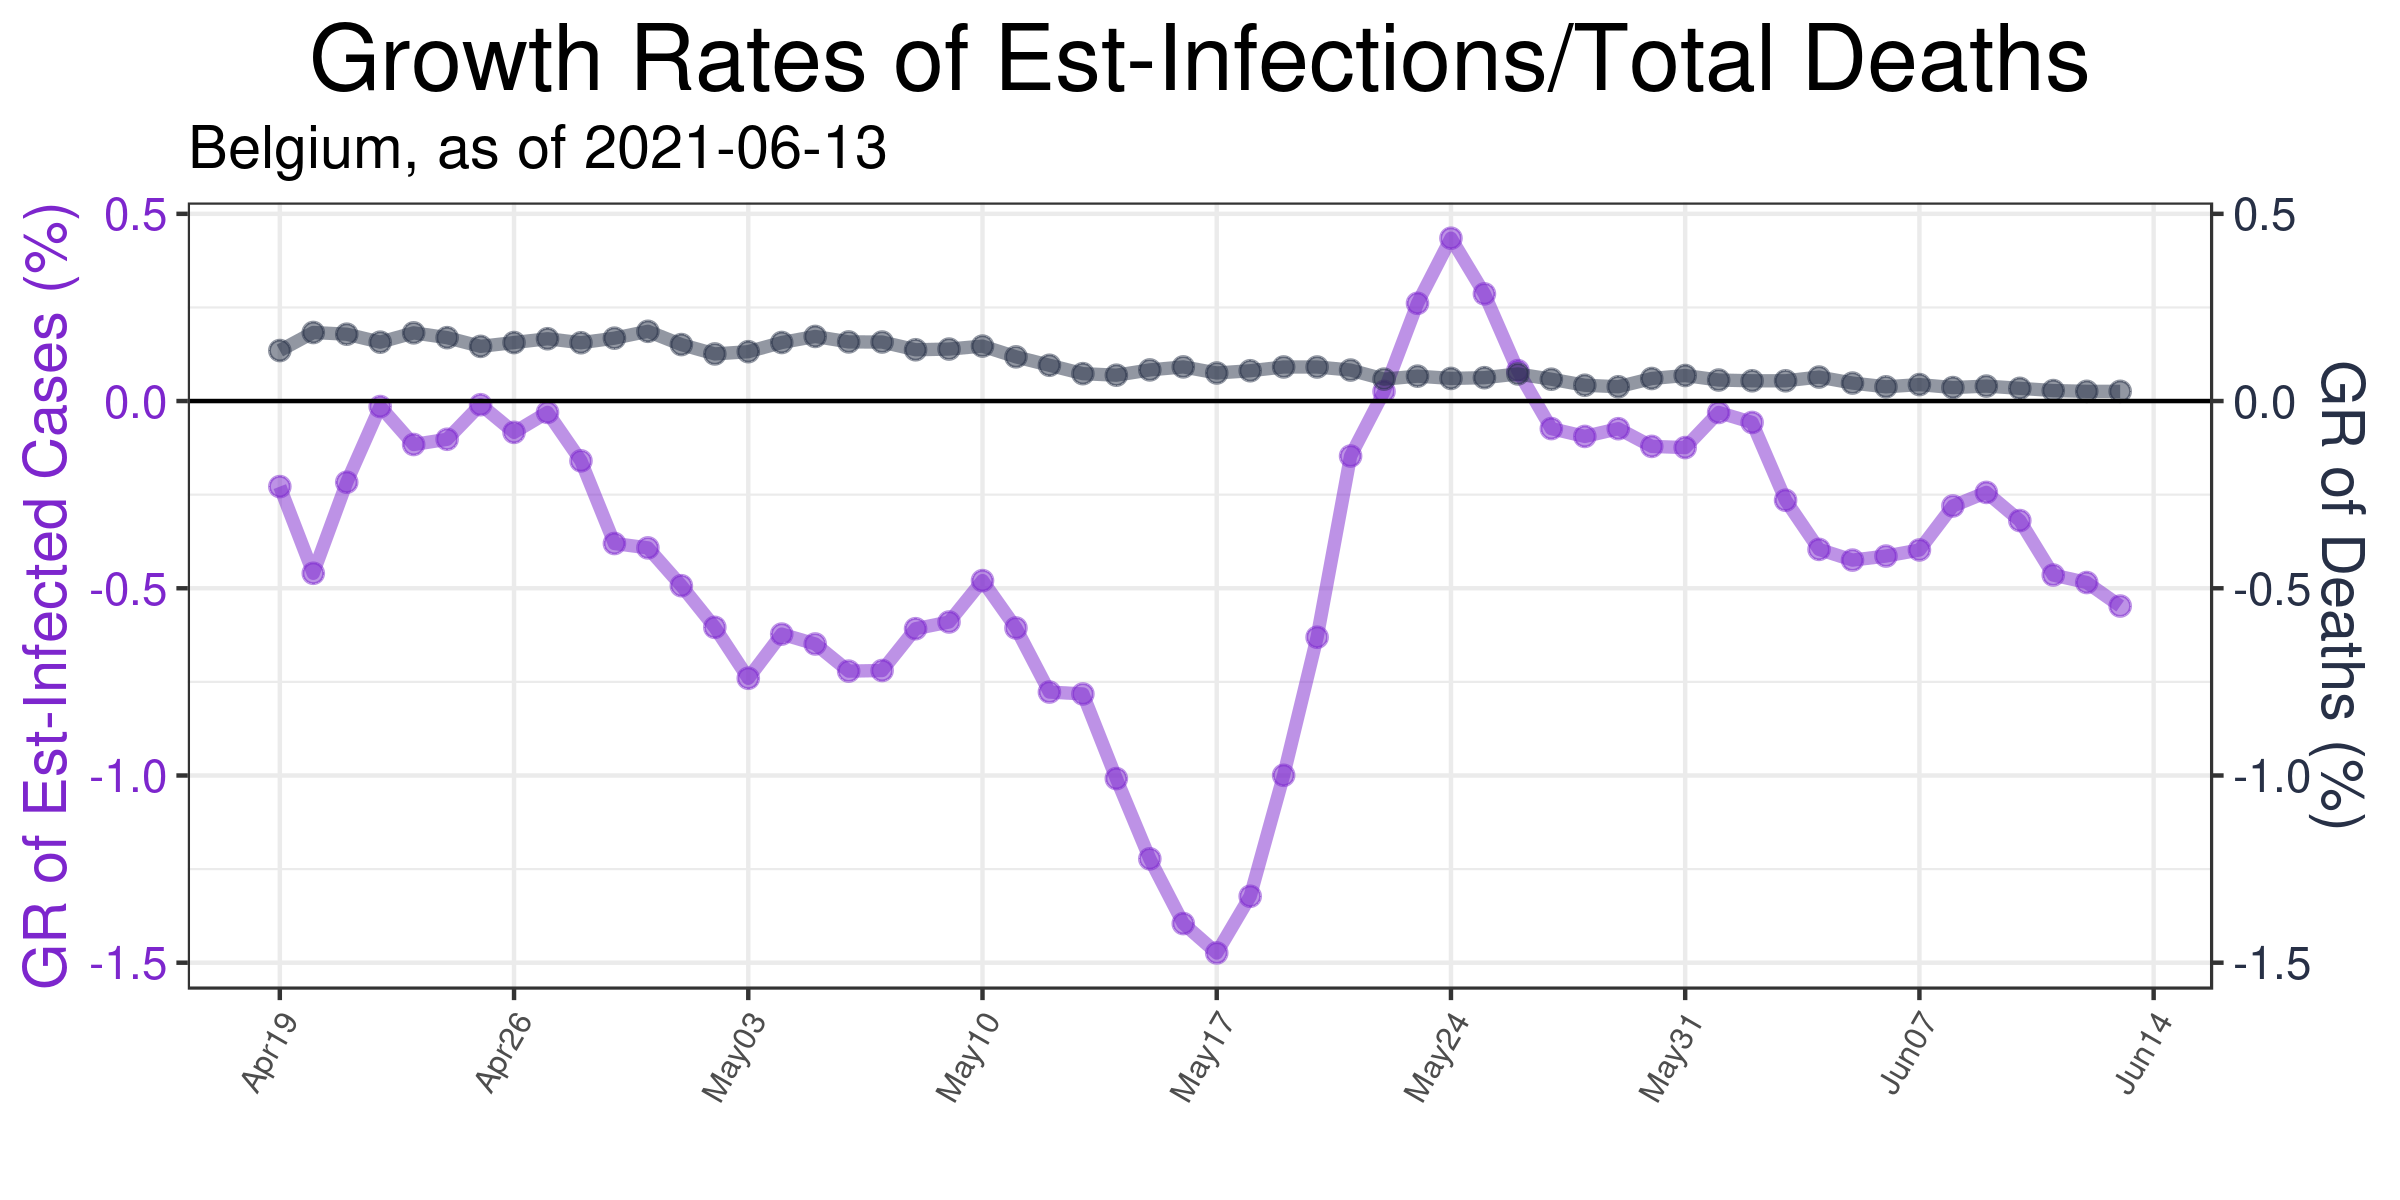 Growth Rates of Est-Infections/Total Deaths
Belgium, as of 2021-06-13
GR of Est-Infected Cases (%)
0.5
0.0
-0.5
-1.0
-1.5
0.5
0.0
-0.5
-1.0
-1.5
GR of Deaths (%)
Apr19
Apr26
May03
May10
May17
May24
May31
Jun07
Jun14